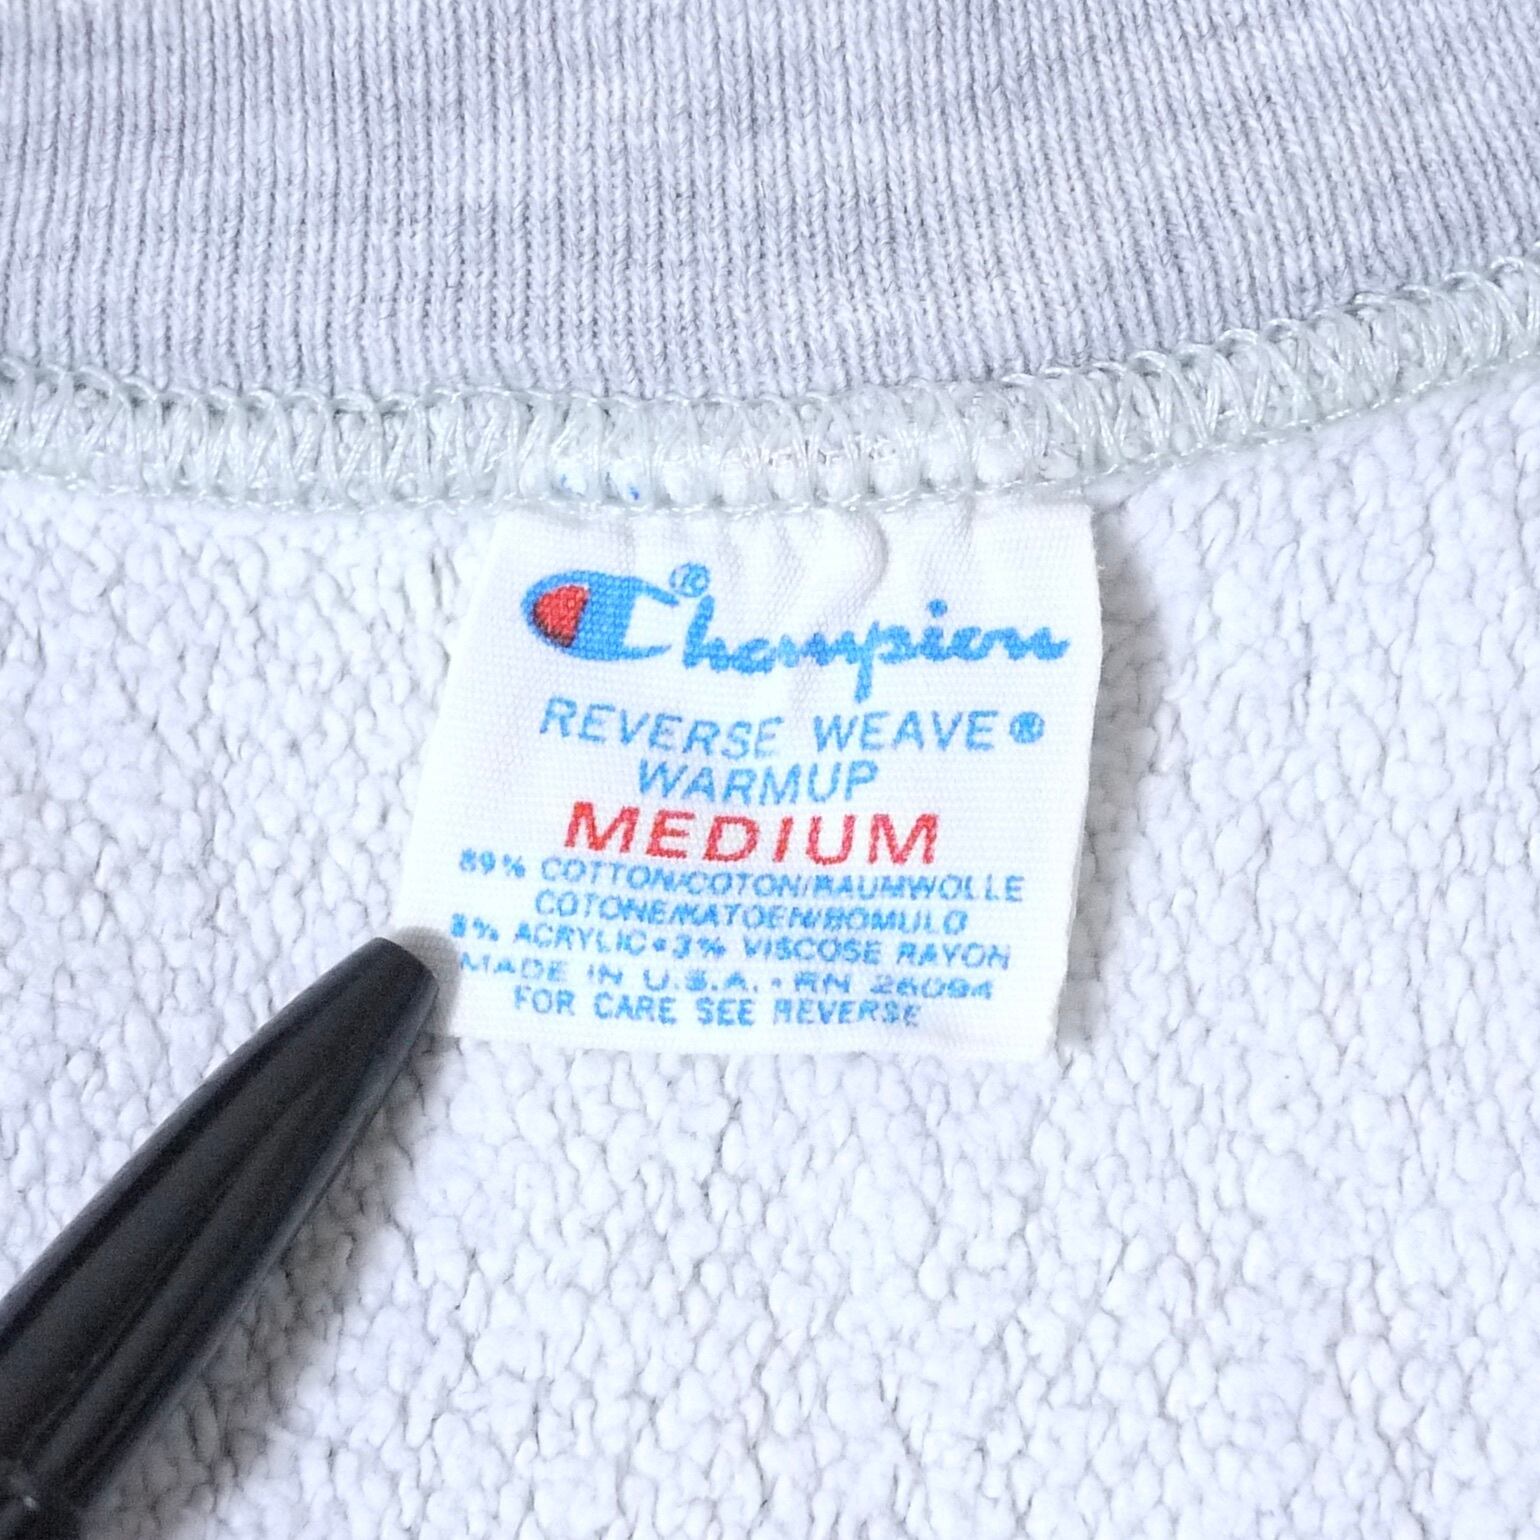 Champion®
REVERSE WEAVE®
WARMUP
MEDIUM
89% COTTON/COTON/BAUMWOLLE
COTONE/KATOEN/BOMULD
8% ACRYLIC•3% VISCOSE RAYON
MADE IN U.S.A. • RN 26094
FOR CARE SEE REVERSE